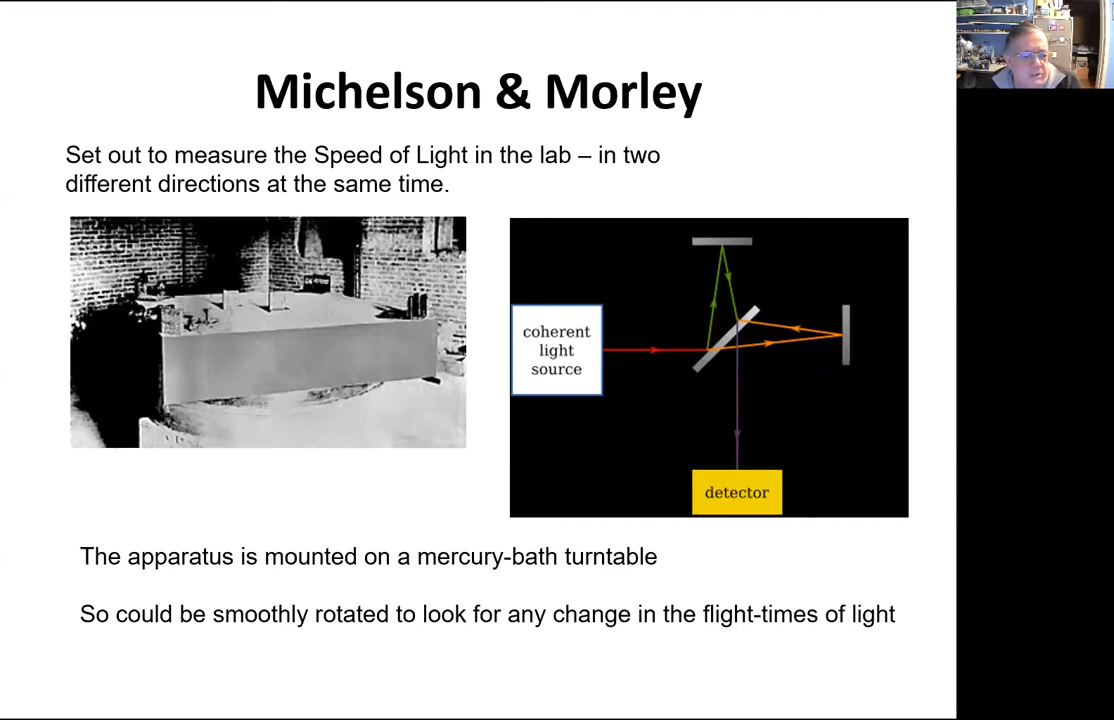 Michelson & Morley
Set out to measure the Speed of Light in the lab – in two
different directions at the same time.
coherent
light
source
detector
The apparatus is mounted on a mercury-bath turntable
So could be smoothly rotated to look for any change in the flight-times of light